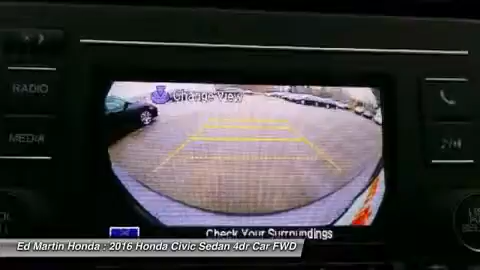 RADIO
Change View
MEDIA
Check Your Surroundings
Ed Martin Honda : 2016 Honda Civic Sedan 4dr Car FWD